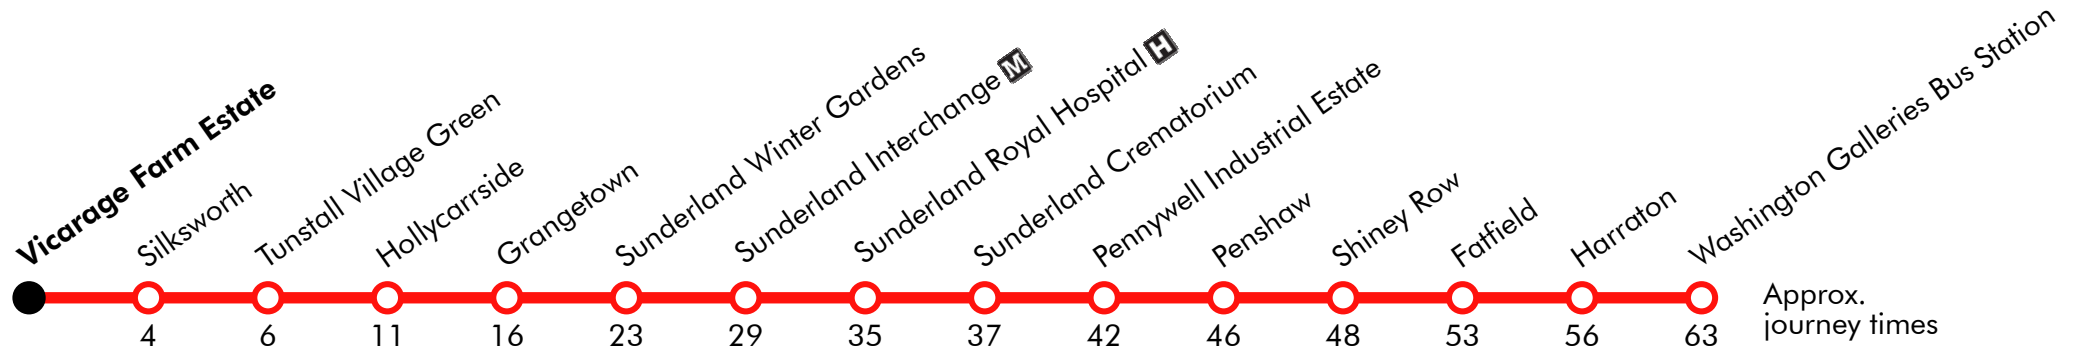 Vicarage Farm Estate
Silksworth
Tunstall Village Green
Hollycarrside
Grangetown
Sunderland Winter Gardens
Sunderland Interchange M
Sunderland Royal Hospital H
Sunderland Crematorium
Pennywell Industrial Estate
Penshaw
Shiney Row
Fatfield
Harraton
Washington Galleries Bus Station
4 6 11 16 23 29 35 37 42 46 48 53 56 63
Approx.
journey times